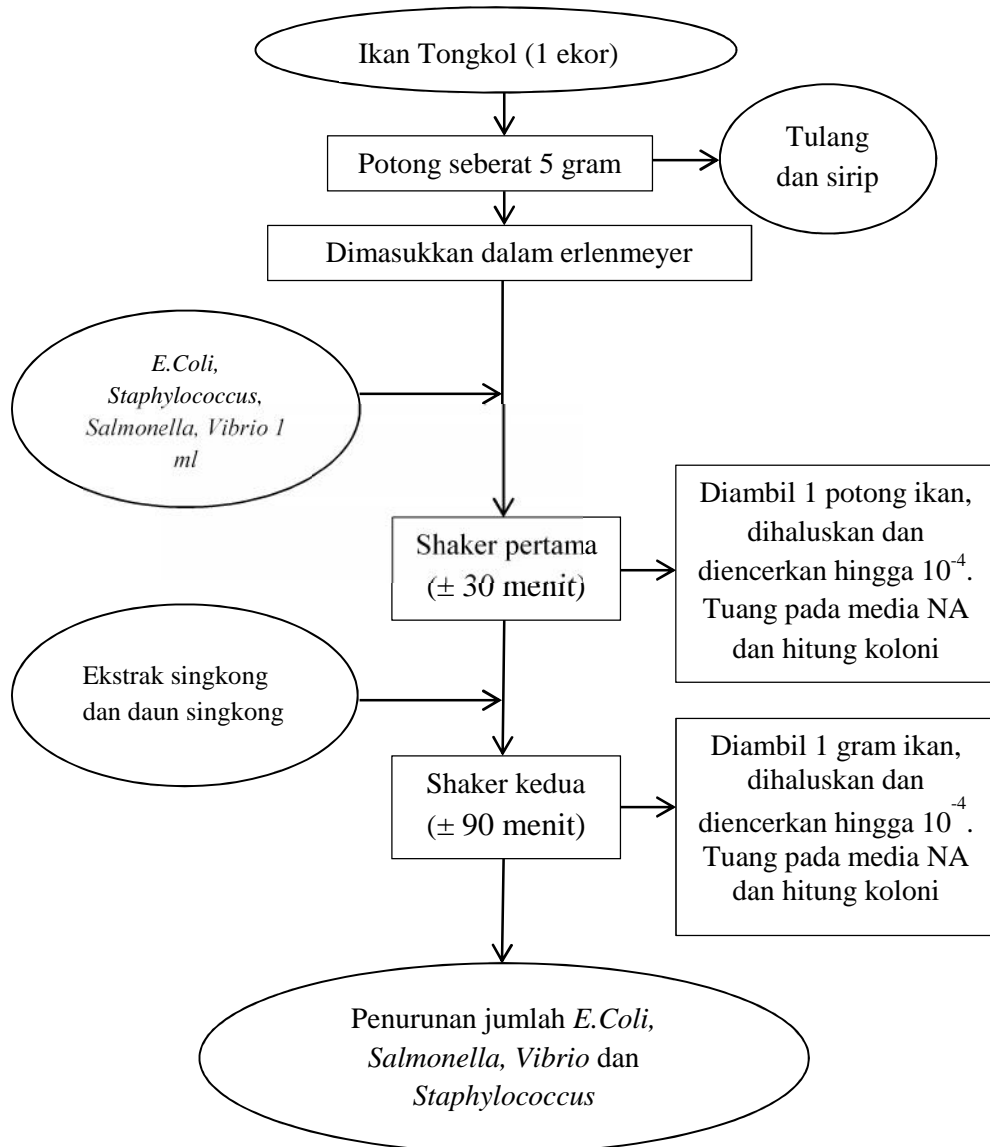 Ikan Tongkol (1 ekor)
Potong seberat 5 gram
Tulang
dan sirip
Dimasukkan dalam erlenmeyer
E.Coli,
Staphylococcus,
Salmonella, Vibrio 1
ml
Shaker pertama
(± 30 menit)
Diambil 1 potong ikan,
dihaluskan dan
diencerkan hingga 10⁻⁴.
Tuang pada media NA
dan hitung koloni
Ekstrak singkong
dan daun singkong
Shaker kedua
(± 90 menit)
Diambil 1 gram ikan,
dihaluskan dan
diencerkan hingga 10⁻⁴.
Tuang pada media NA
dan hitung koloni
Penurunan jumlah E.Coli,
Salmonella, Vibrio dan
Staphylococcus